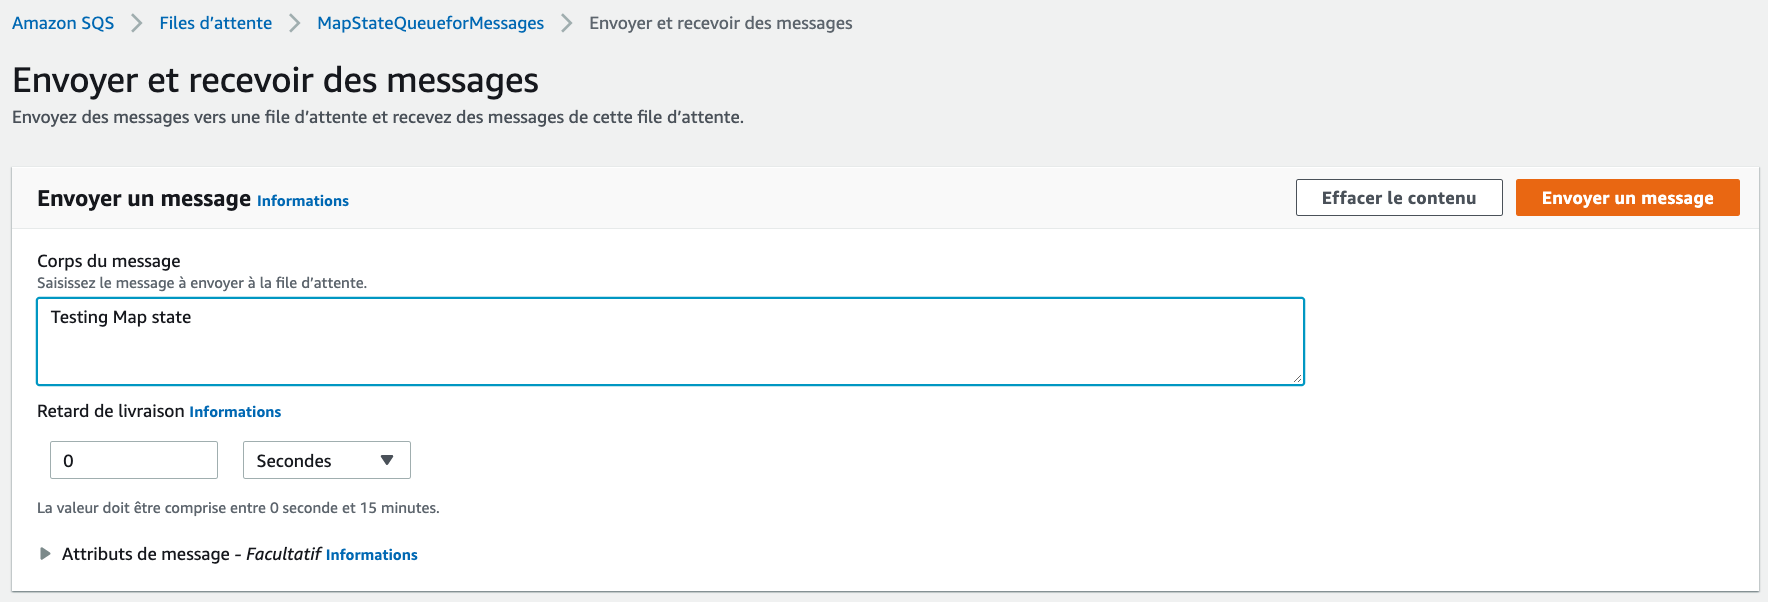 Amazon SQS > Files d’attente > MapStateQueueforMessages > Envoyer et recevoir des messages
Envoyer et recevoir des messages
Envoyez des messages vers une file d’attente et recevez des messages de cette file d’attente.
Envoyer un message Informations
Effacer le contenu
Envoyer un message
Corps du message
Saisissez le message à envoyer à la file d’attente.
Testing Map state
Retard de livraison Informations
0
Secondes
La valeur doit être comprise entre 0 seconde et 15 minutes.
Attributs de message - Facultatif Informations